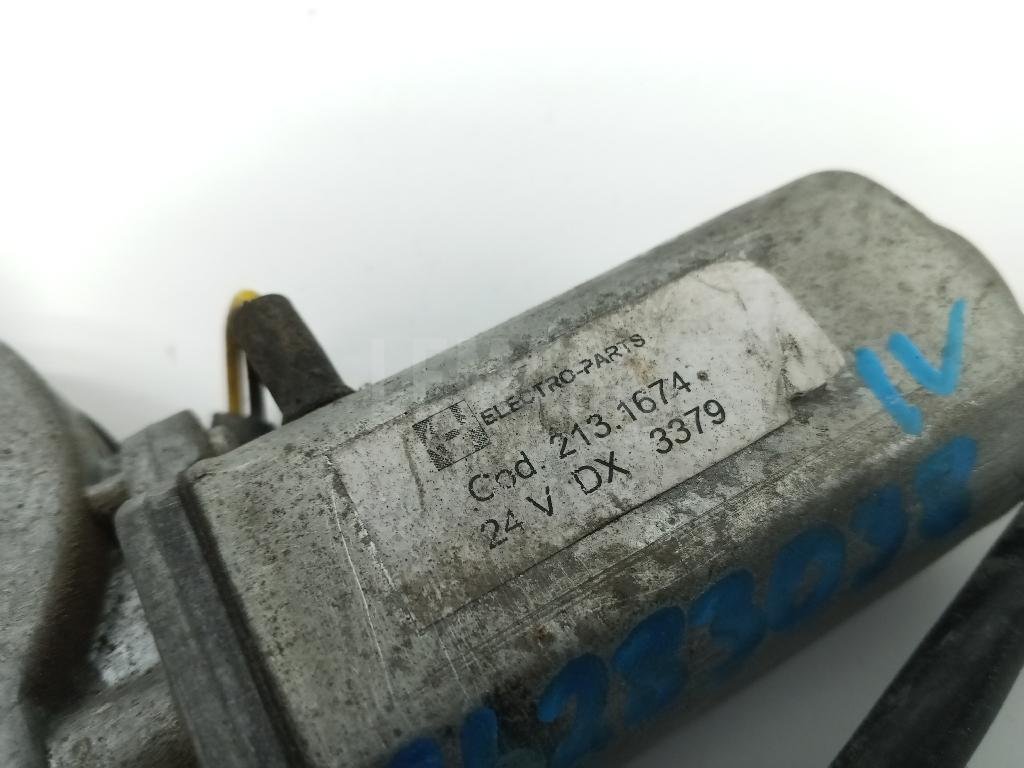 ELECTRO-PARTS
Cod. 213.1674
24 V DX 3379
IV